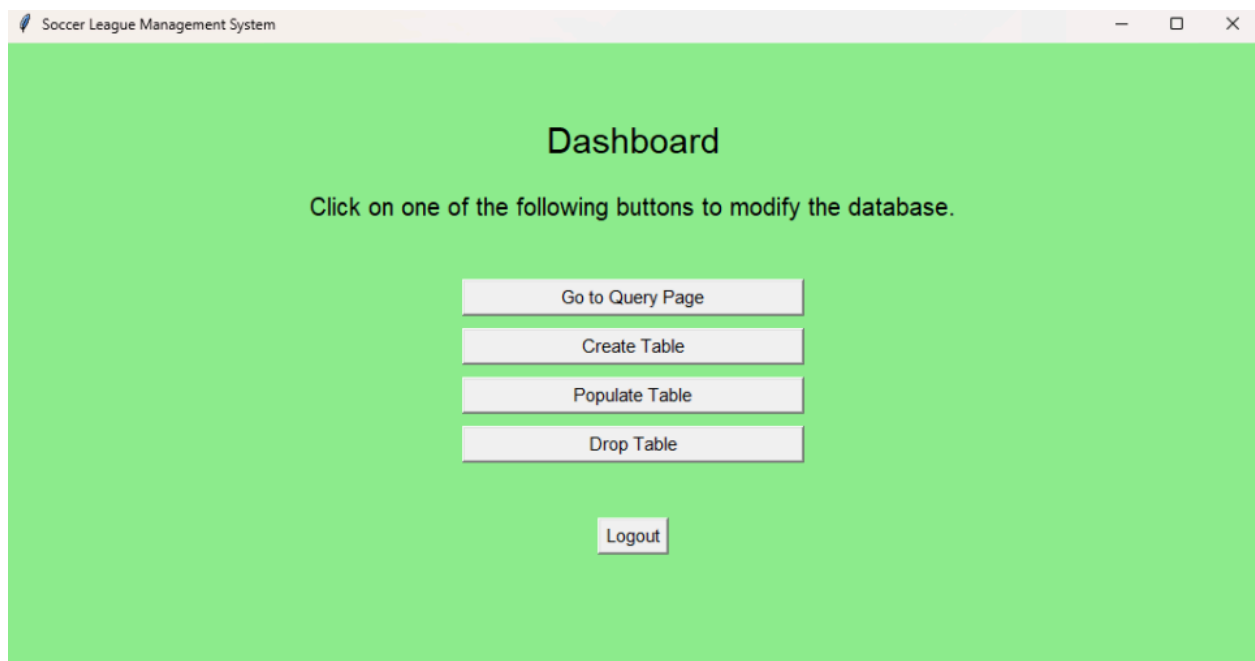 Soccer League Management System
Dashboard
Click on one of the following buttons to modify the database.
Go to Query Page
Create Table
Populate Table
Drop Table
Logout